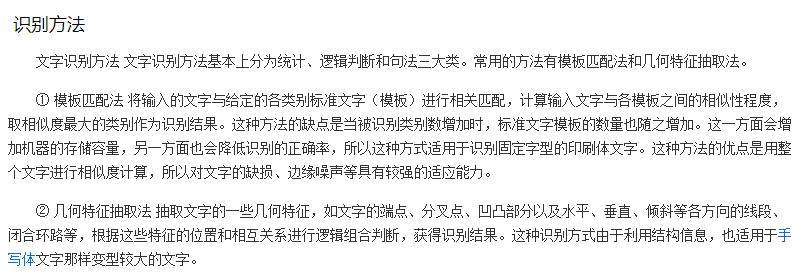 识别方法
文字识别方法 文字识别方法基本上分为统计、逻辑判断和句法三大类。常用的方法有模板匹配法和几何特征抽取法。
① 模板匹配法 将输入的文字与给定的各类别标准文字（模板）进行相关匹配，计算输入文字与各模板之间的相似性程度，
取相似度最大的类别作为识别结果。这种方法的缺点是当被识别类别数增加时，标准文字模板的数量也随之增加。这一方面会增
加机器的存储容量，另一方面也会降低识别的正确率，所以这种方式适用于识别固定字型的印刷体文字。这种方法的优点是用整
个文字进行相似度计算，所以对文字的缺损、边缘噪声等具有较强的适应能力。
② 几何特征抽取法 抽取文字的一些几何特征，如文字的端点、分叉点、凹凸部分以及水平、垂直、倾斜等各方向的线段、
闭合环路等，根据这些特征的位置和相互关系进行逻辑组合判断，获得识别结果。这种识别方式由于利用结构信息，也适用于手
写体文字那样变型较大的文字。